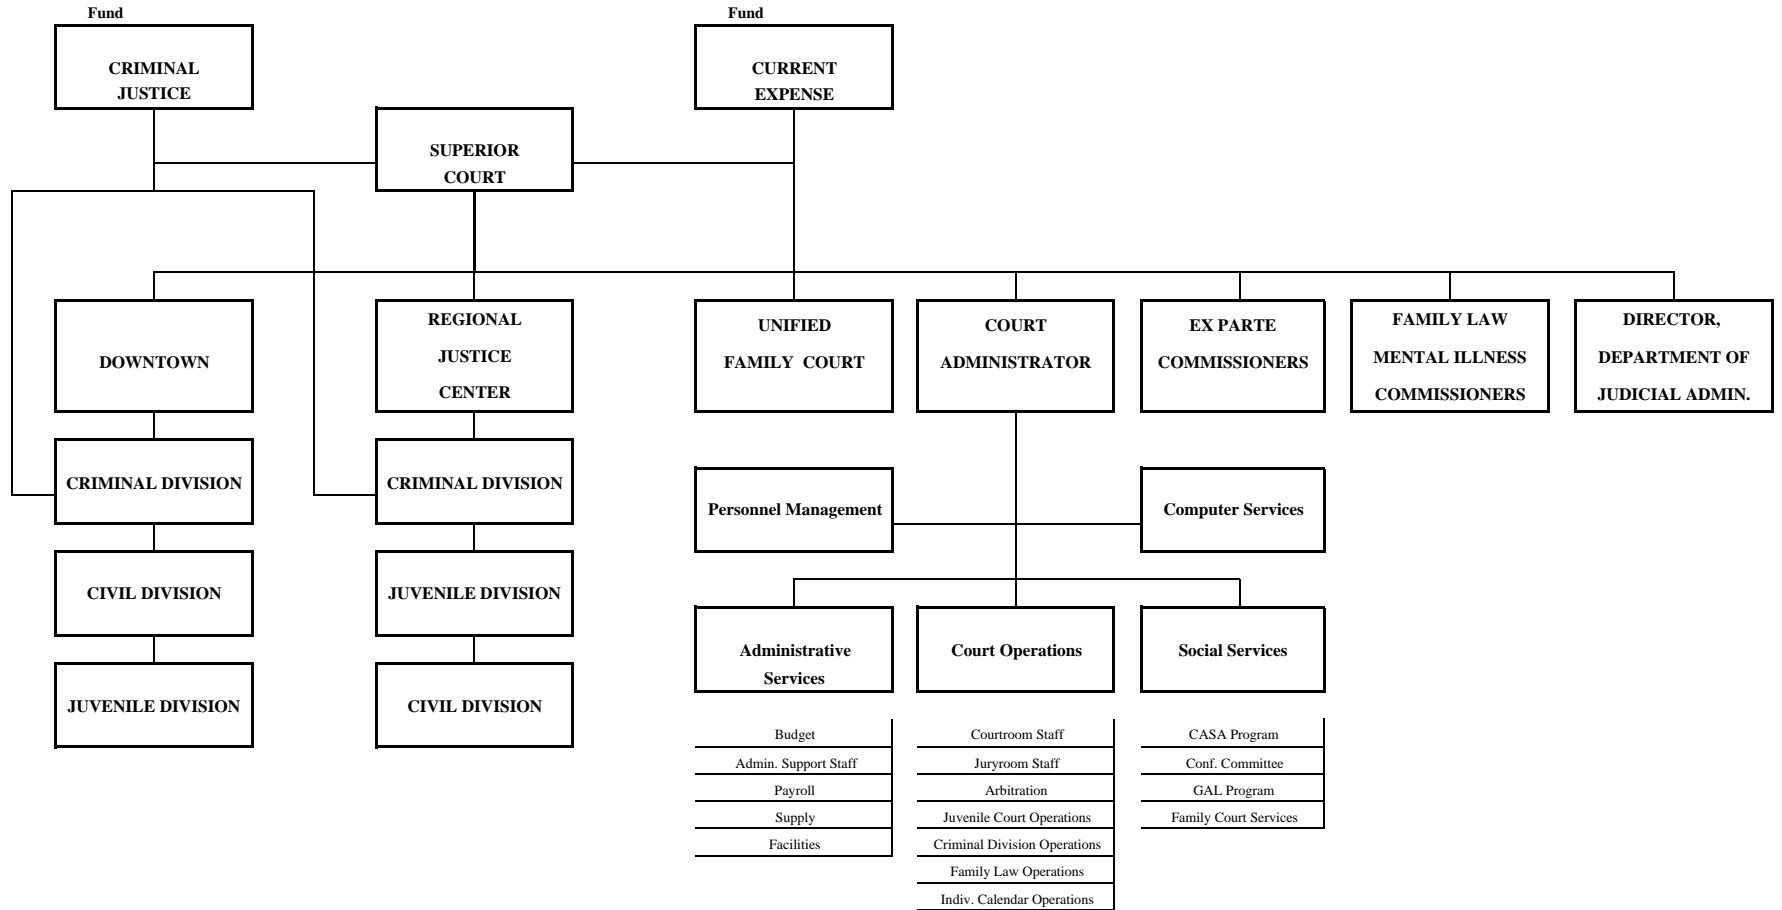 Fund
Fund
CRIMINAL
JUSTICE
CURRENT
EXPENSE
SUPERIOR
COURT
DOWNTOWN
REGIONAL
JUSTICE
CENTER
UNIFIED
FAMILY COURT
COURT
ADMINISTRATOR
EX PARTE
COMMISSIONERS
FAMILY LAW
MENTAL ILLNESS
COMMISSIONERS
DIRECTOR,
DEPARTMENT OF
JUDICIAL ADMIN.
CRIMINAL DIVISION
CRIMINAL DIVISION
Personnel Management
Computer Services
CIVIL DIVISION
JUVENILE DIVISION
Administrative
Services
Court Operations
Social Services
JUVENILE DIVISION
CIVIL DIVISION
Budget
Admin. Support Staff
Payroll
Supply
Facilities
Courtroom Staff
Juryroom Staff
Arbitration
Juvenile Court Operations
Criminal Division Operations
Family Law Operations
Indiv. Calendar Operations
CASA Program
Conf. Committee
GAL Program
Family Court Services